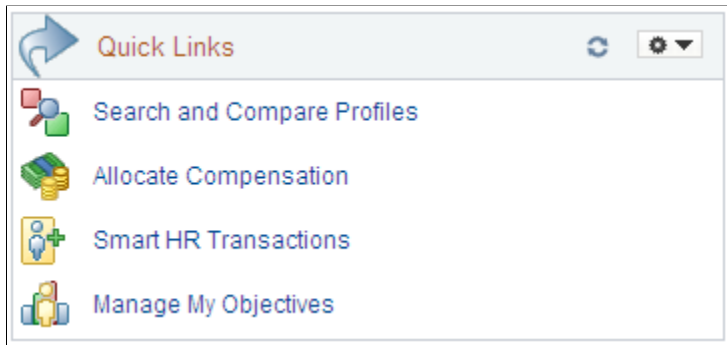 Quick Links
Search and Compare Profiles
Allocate Compensation
Smart HR Transactions
Manage My Objectives